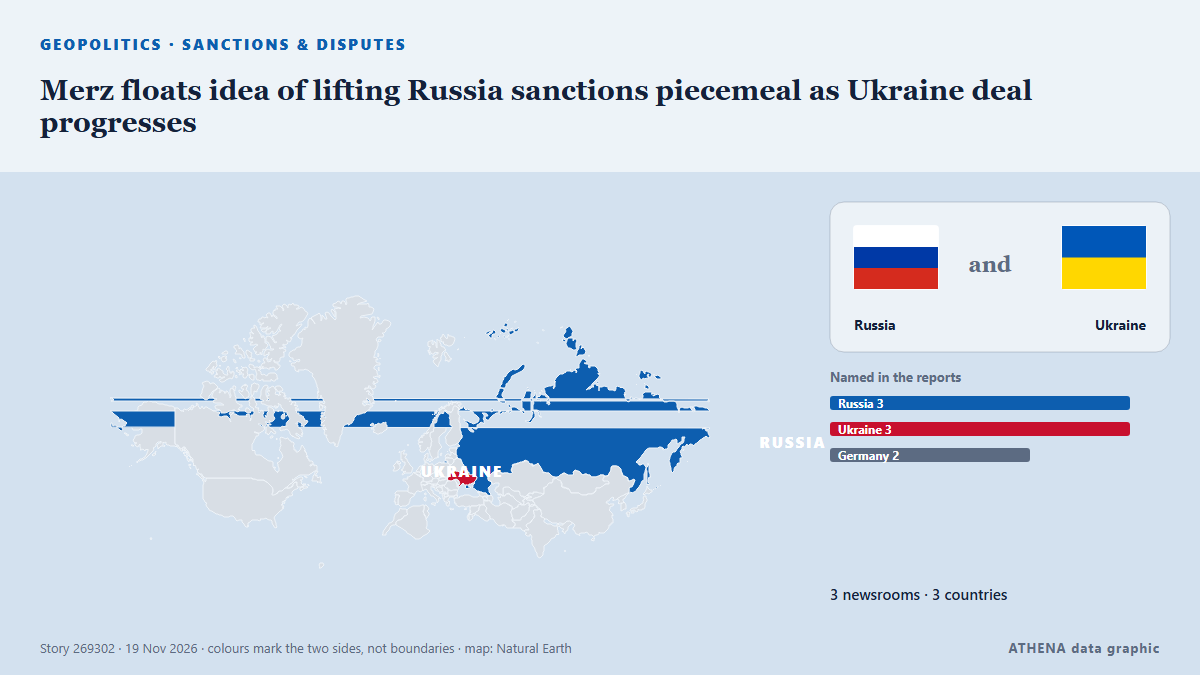 GEOPOLITICS · SANCTIONS & DISPUTES
Merz floats idea of lifting Russia sanctions piecemeal as Ukraine deal
progresses
and
Russia
Ukraine
Named in the reports
Russia 3
Ukraine 3
Germany 2
RUSSIA
UKRAINE
3 newsrooms · 3 countries
Story 269302 · 19 Nov 2026 · colours mark the two sides, not boundaries · map: Natural Earth
ATHENA data graphic